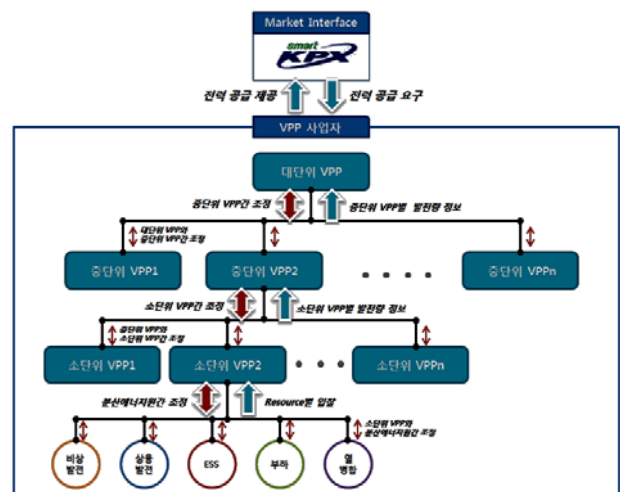 Market Interface
smart
KPX
전력 공급 제공
전력 공급 요구
VPP 사업자
대단위 VPP
중단위 VPP간 조정
중단위 VPP별 발전량 정보
대단위 VPP와
중단위 VPP간 조정
중단위 VPP1
중단위 VPP2
중단위 VPPn
소단위 VPP간 조정
소단위 VPP별 발전량 정보
중단위 VPP와
소단위 VPP간 조정
소단위 VPP1
소단위 VPP2
소단위 VPPn
분산에너지원간 조정
Resource별 입찰
소단위 VPP와
분산에너지원간 조정
비상
발전
상용
발전
ESS
부하
열
병합